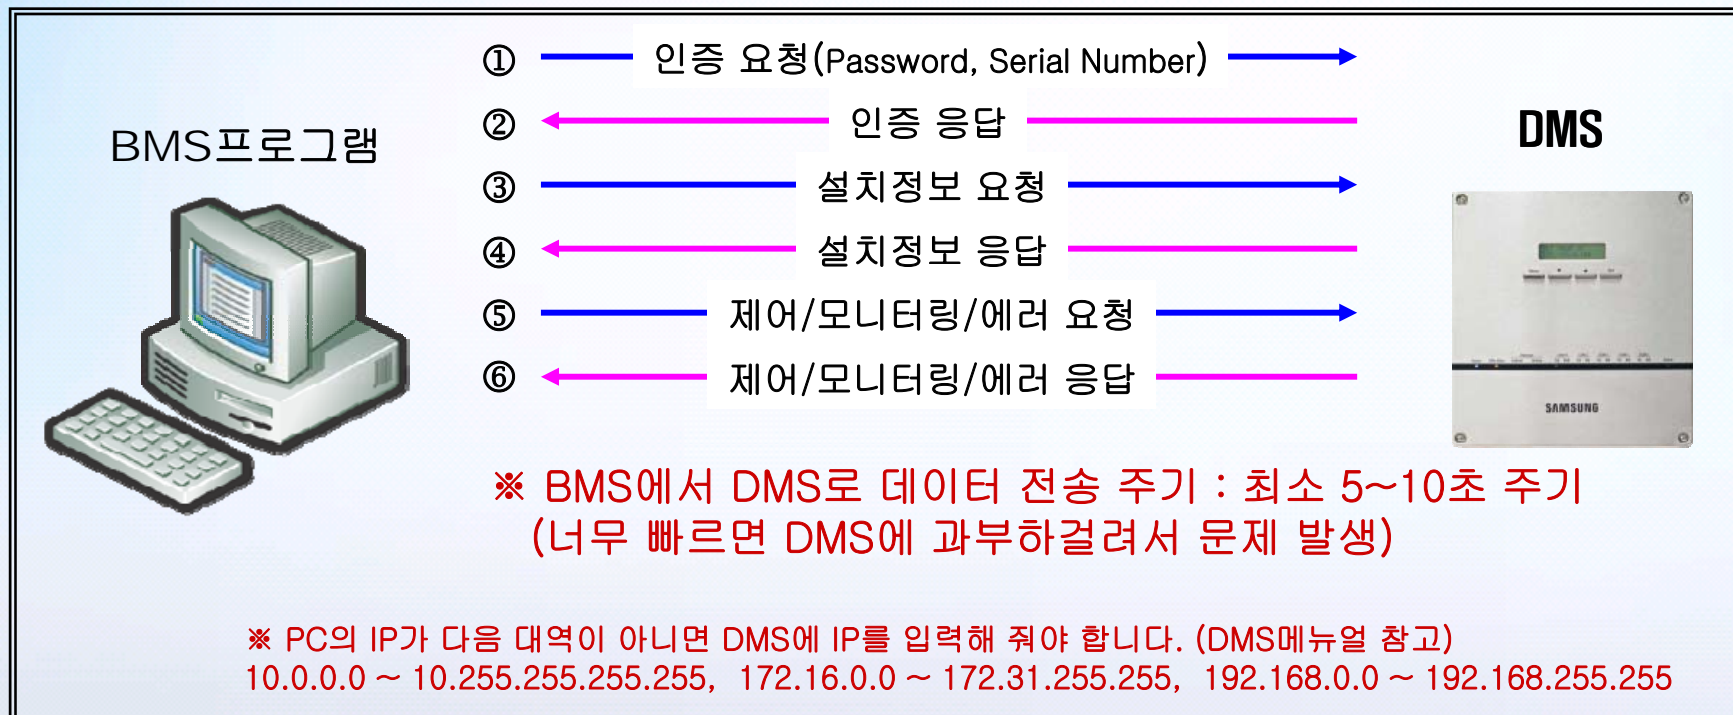 ① 인증 요청(Password, Serial Number)
② 인증 응답
BMS프로그램
DMS
③ 설치정보 요청
④ 설치정보 응답
⑤ 제어/모니터링/에러 요청
⑥ 제어/모니터링/에러 응답
SAMSUNG
※ BMS에서 DMS로 데이터 전송 주기 : 최소 5~10초 주기
(너무 빠르면 DMS에 과부하걸려서 문제 발생)
※ PC의 IP가 다음 대역이 아니면 DMS에 IP를 입력해 줘야 합니다. (DMS메뉴얼 참고)
10.0.0.0 ~ 10.255.255.255.255, 172.16.0.0 ~ 172.31.255.255, 192.168.0.0 ~ 192.168.255.255